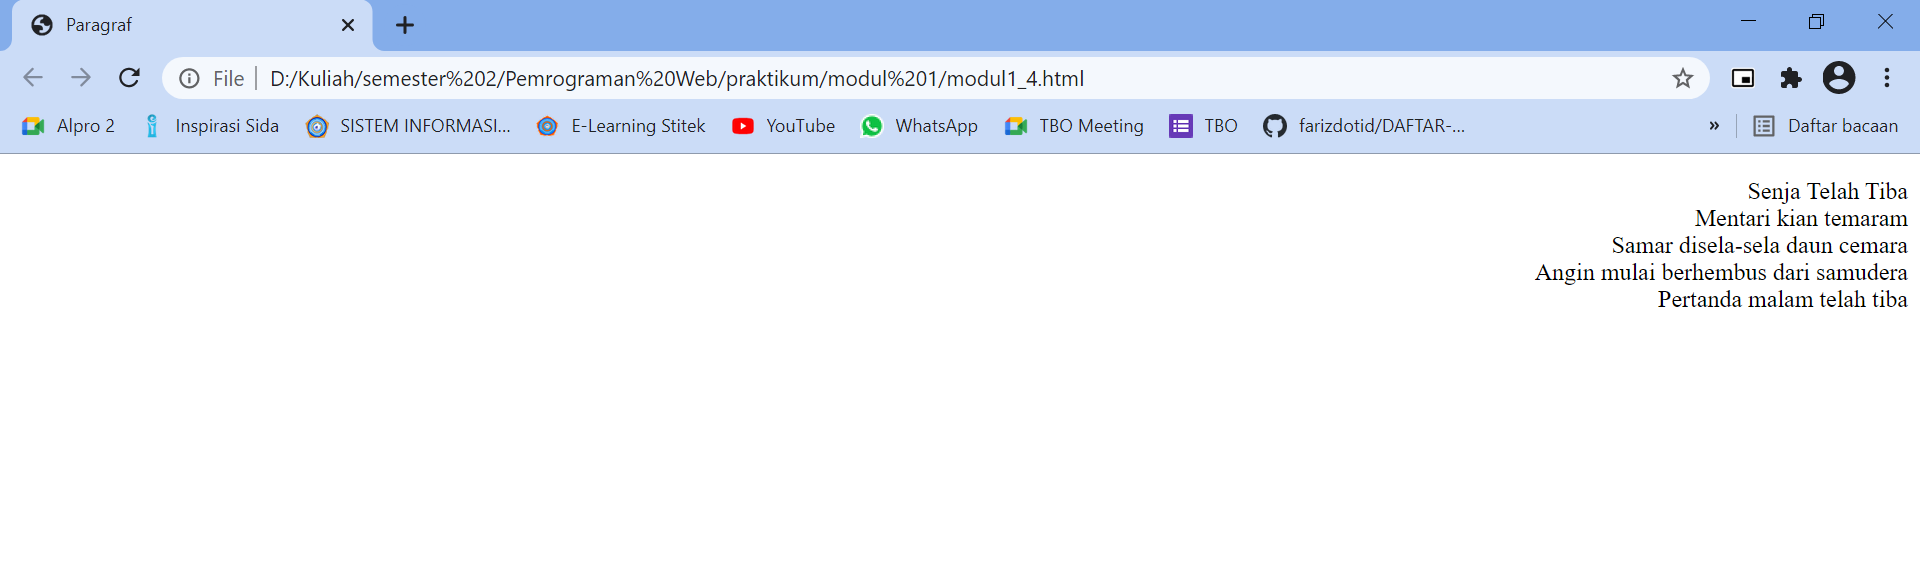 Paragraf
File
D:/Kuliah/semester%202/Pemrograman%20Web/praktikum/modul%201/modul1_4.html
Alpro 2
Inspirasi Sida
SISTEM INFORMASI...
E-Learning Stitek
YouTube
WhatsApp
TBO Meeting
TBO
farizdotid/DAFTAR-...
»
Daftar bacaan
Senja Telah Tiba
Mentari kian temaram
Samar disela-sela daun cemara
Angin mulai berhembus dari samudera
Pertanda malam telah tiba